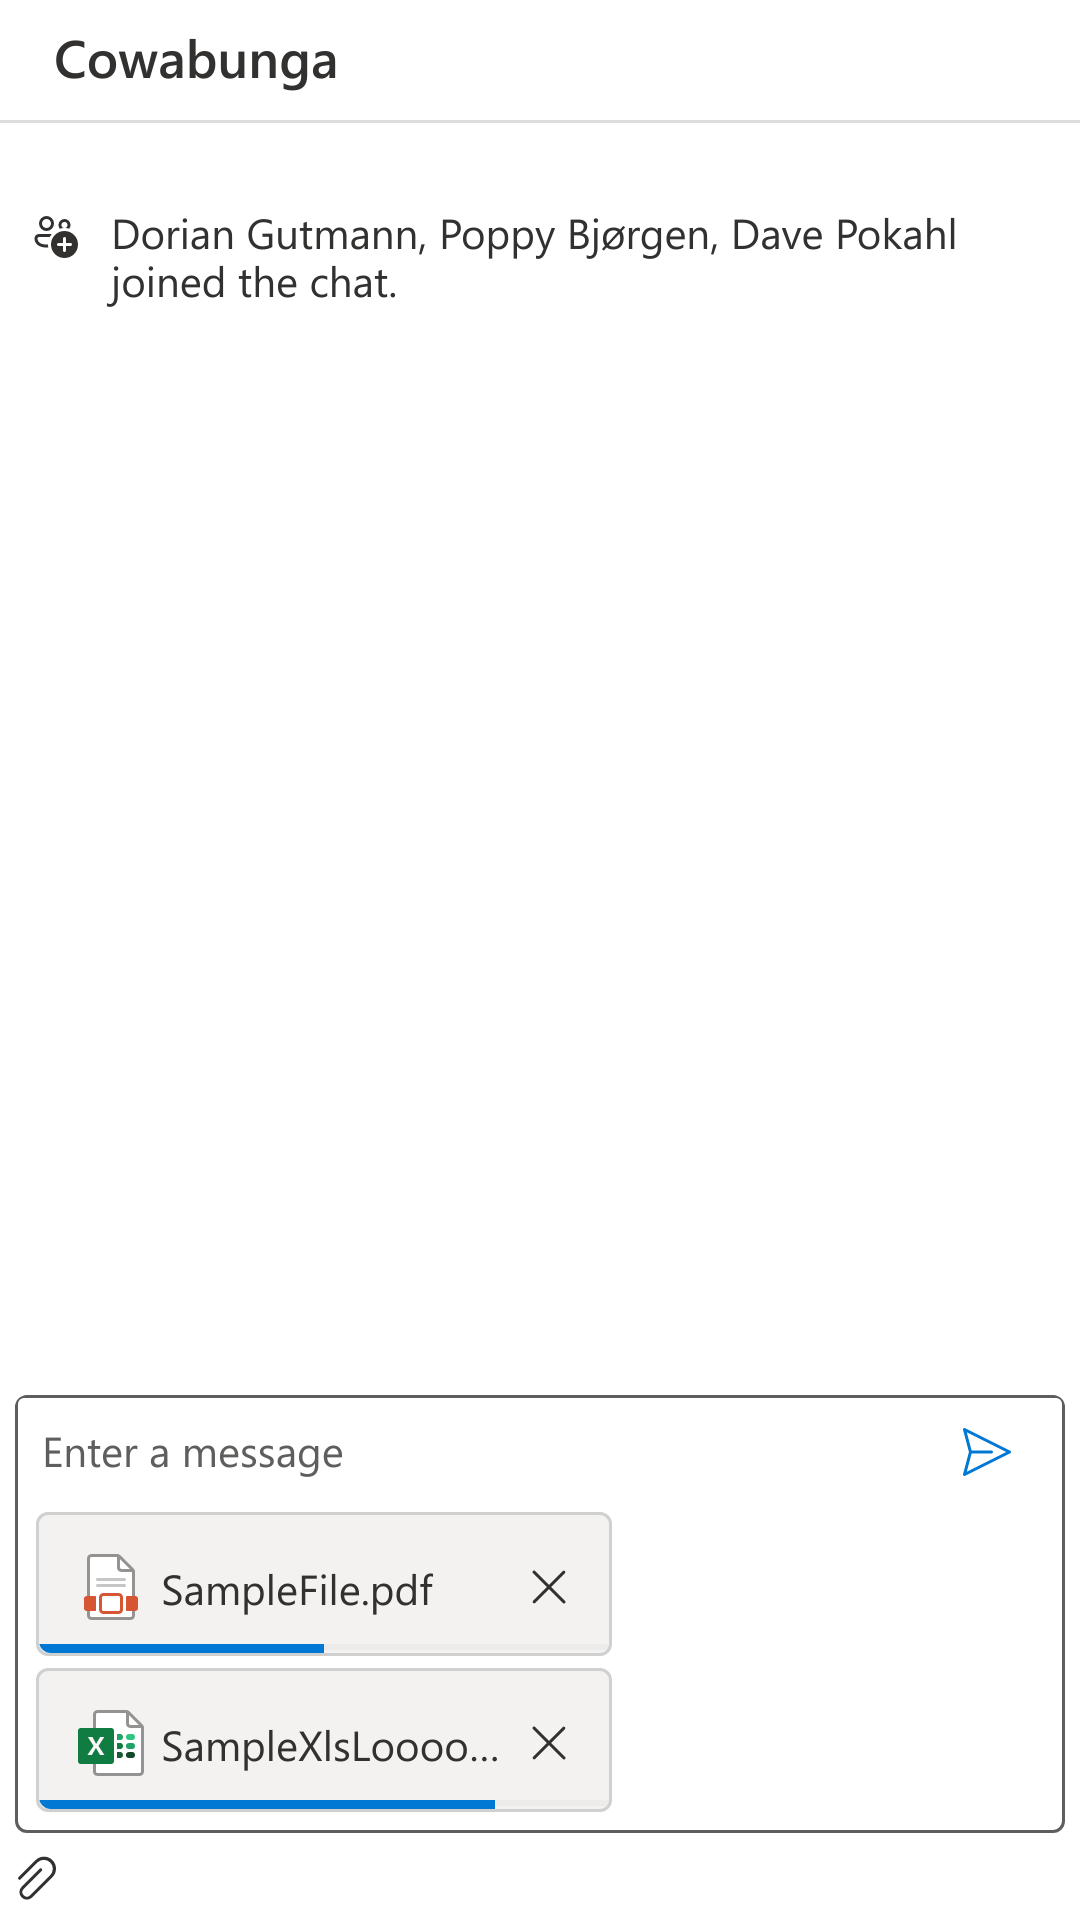 Cowabunga
Dorian Gutmann, Poppy Bjørgen, Dave Pokahl
joined the chat.
Enter a message
SampleFile.pdf
X
SampleXlsLoooo...